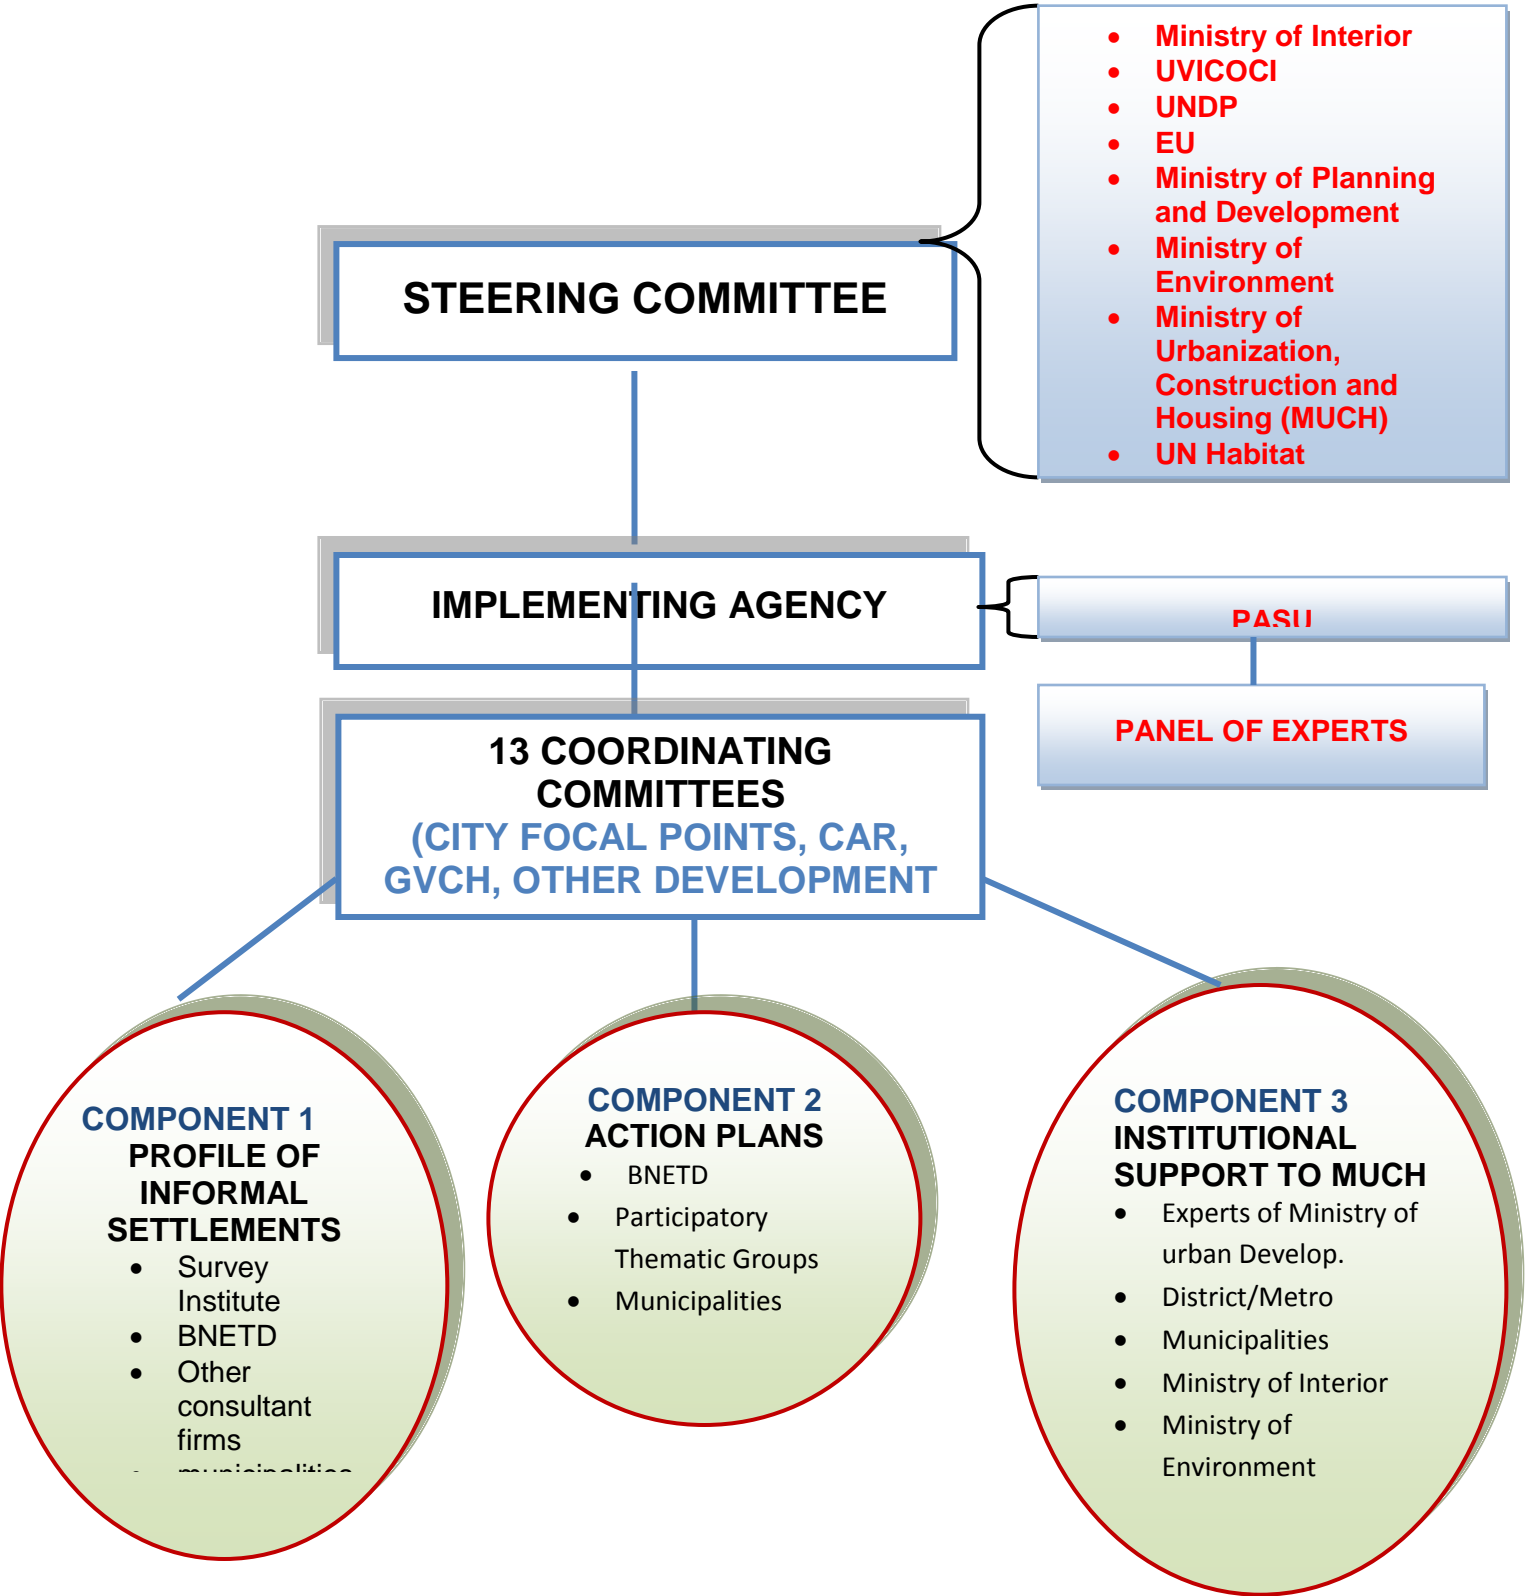 • Ministry of Interior
• UVICOCI
• UNDP
• EU
• Ministry of Planning
and Development
• Ministry of
Environment
• Ministry of
Urbanization,
Construction and
Housing (MUCH)
• UN Habitat
STEERING COMMITTEE
IMPLEMENTING AGENCY
PASU
PANEL OF EXPERTS
13 COORDINATING
COMMITTEES
(CITY FOCAL POINTS, CAR,
GVCH, OTHER DEVELOPMENT
COMPONENT 1
PROFILE OF
INFORMAL
SETTLEMENTS
• Survey
Institute
• BNETD
• Other
consultant
firms
• municipalities
COMPONENT 2
ACTION PLANS
• BNETD
• Participatory
Thematic Groups
• Municipalities
COMPONENT 3
INSTITUTIONAL
SUPPORT TO MUCH
• Experts of Ministry of
urban Develop.
• District/Metro
• Municipalities
• Ministry of Interior
• Ministry of
Environment